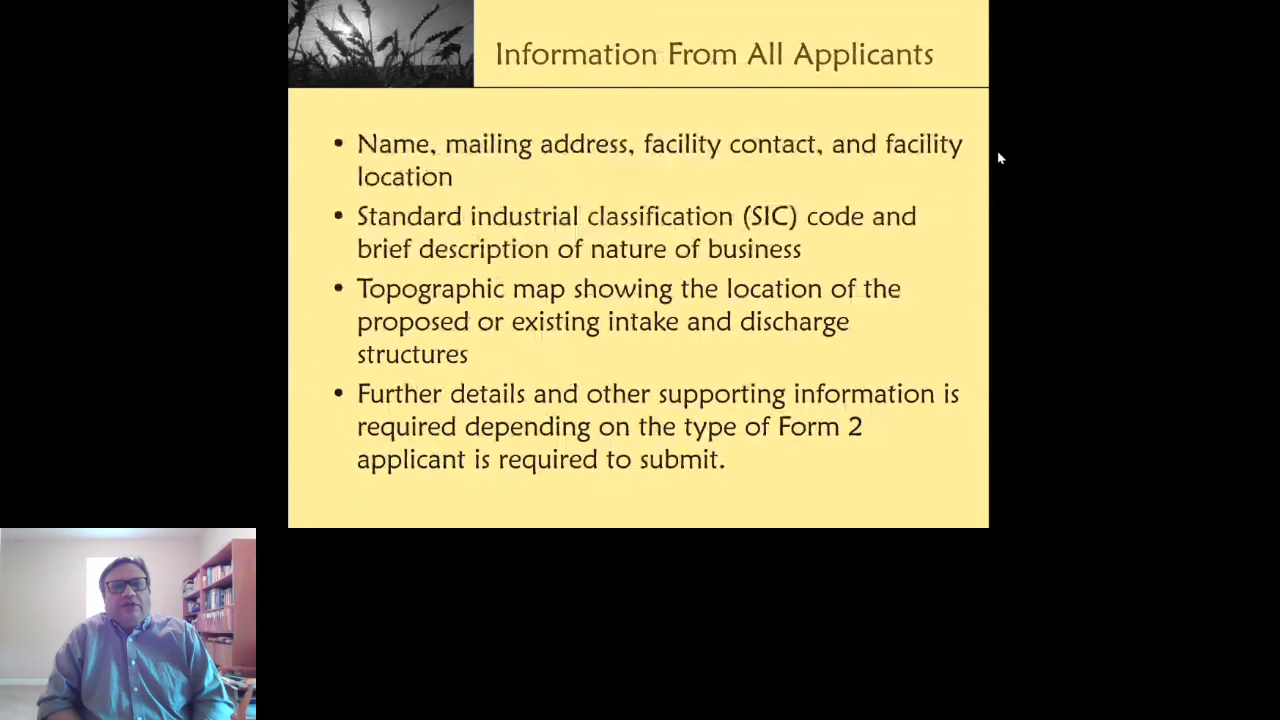 Information From All Applicants
• Name, mailing address, facility contact, and facility
location
• Standard industrial classification (SIC) code and
brief description of nature of business
• Topographic map showing the location of the
proposed or existing intake and discharge
structures
• Further details and other supporting information is
required depending on the type of Form 2
applicant is required to submit.